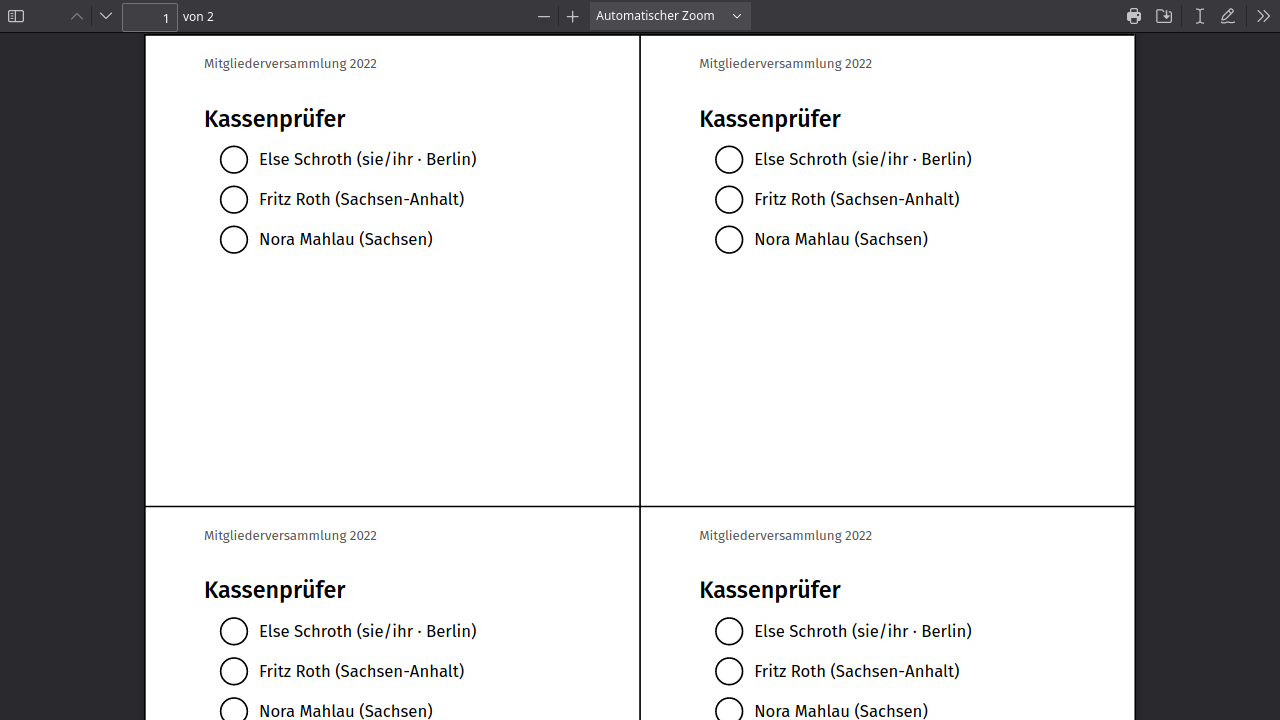 1 von 2 Automatischer Zoom
Mitgliederversammlung 2022
Kassenprüfer
Else Schroth (sie/ihr · Berlin)
Fritz Roth (Sachsen-Anhalt)
Nora Mahlau (Sachsen)
Mitgliederversammlung 2022
Kassenprüfer
Else Schroth (sie/ihr · Berlin)
Fritz Roth (Sachsen-Anhalt)
Nora Mahlau (Sachsen)
Mitgliederversammlung 2022
Kassenprüfer
Else Schroth (sie/ihr · Berlin)
Fritz Roth (Sachsen-Anhalt)
Nora Mahlau (Sachsen)
Mitgliederversammlung 2022
Kassenprüfer
Else Schroth (sie/ihr · Berlin)
Fritz Roth (Sachsen-Anhalt)
Nora Mahlau (Sachsen)